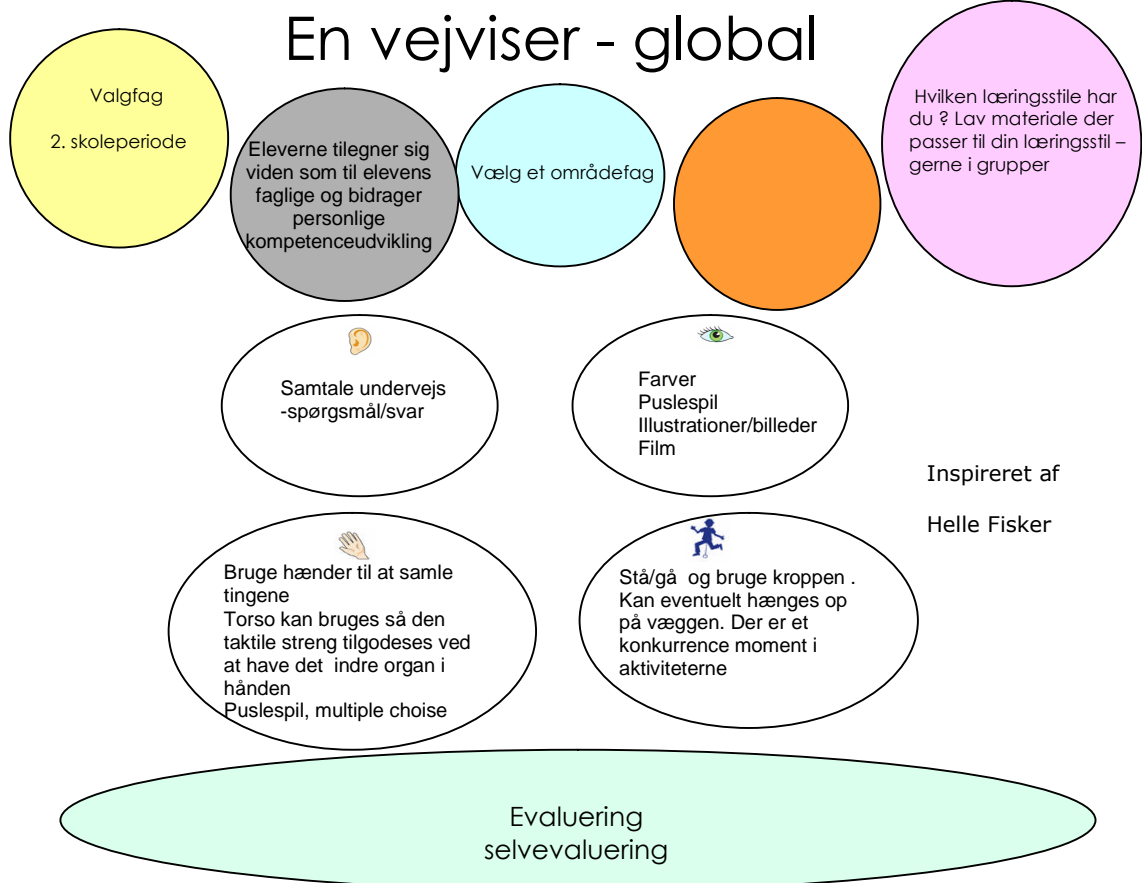 En vejviser - global
Valgfag
2. skoleperiode
Eleverne tilegner sig
viden som til elevens
faglige og bidrager
personlige
kompetenceudvikling
Vælg et områdefag
Hvilken læringsstile har
du ? Lav materiale der
passer til din læringsstil –
gerne i grupper
Samtale undervejs
-spørgsmål/svar
Farver
Puslespil
Illustrationer/billeder
Film
Inspireret af
Helle Fisker
Bruge hænder til at samle
tingene
Torso kan bruges så den
taktile streng tilgodeses ved
at have det indre organ i
hånden
Puslespil, multiple choise
Stå/gå og bruge kroppen .
Kan eventuelt hænges op
på væggen. Der er et
konkurrence moment i
aktiviteterne
Evaluering
selvevaluering